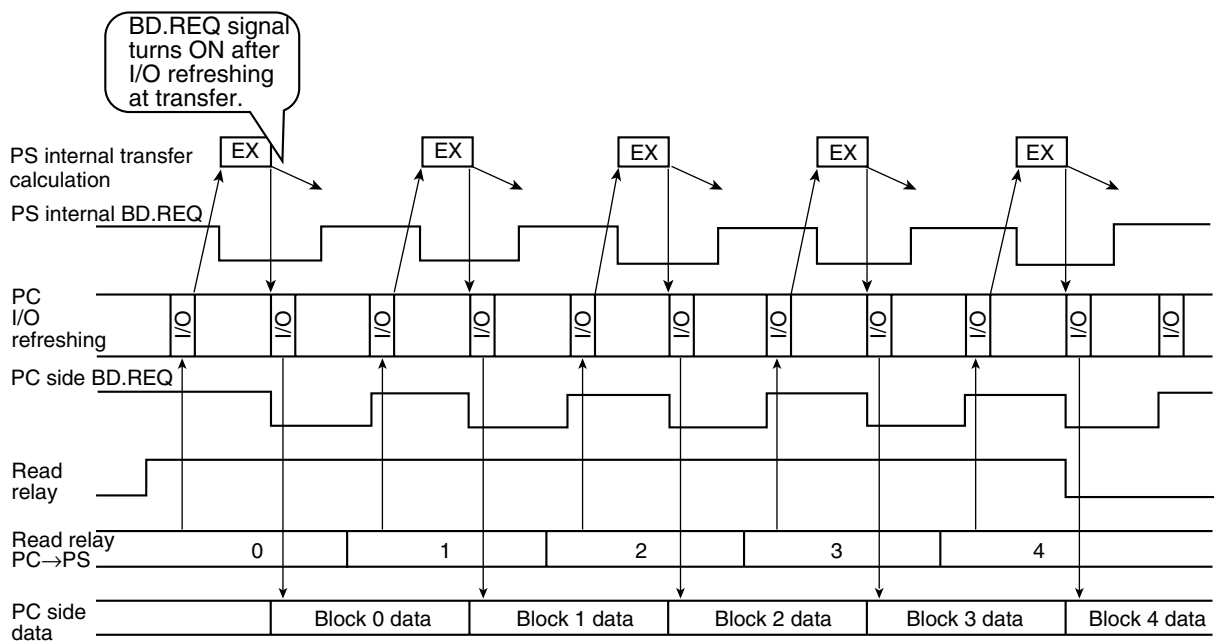 BD.REQ signal
turns ON after
I/O refreshing
at transfer.
PS internal transfer
calculation
EX EX EX EX EX
PS internal BD.REQ
PC
I/O
refreshing
I/O I/O I/O I/O I/O I/O I/O I/O I/O I/O I/O
PC side BD.REQ
Read
relay
Read relay
PC→PS
0 1 2 3 4
PC side
data
Block 0 data Block 1 data Block 2 data Block 3 data Block 4 data